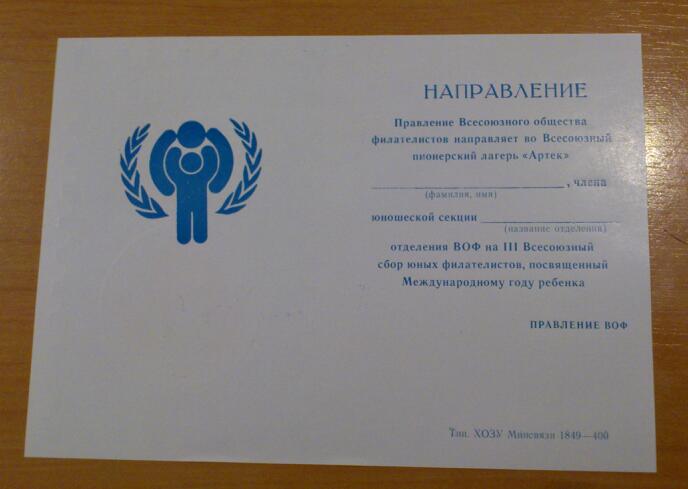 НАПРАВЛЕНИЕ
Правление Всесоюзного общества
филателистов направляет во Всесоюзный
пионерский лагерь «Артек»
, члена
(фамилия, имя)
юношеской секции
(название отделения)
отделения ВОФ на III Всесоюзный
сбор юных филателистов, посвященный
Международному году ребенка
ПРАВЛЕНИЕ ВОФ
Тип. ХОЗУ Минсвязи 1849—400